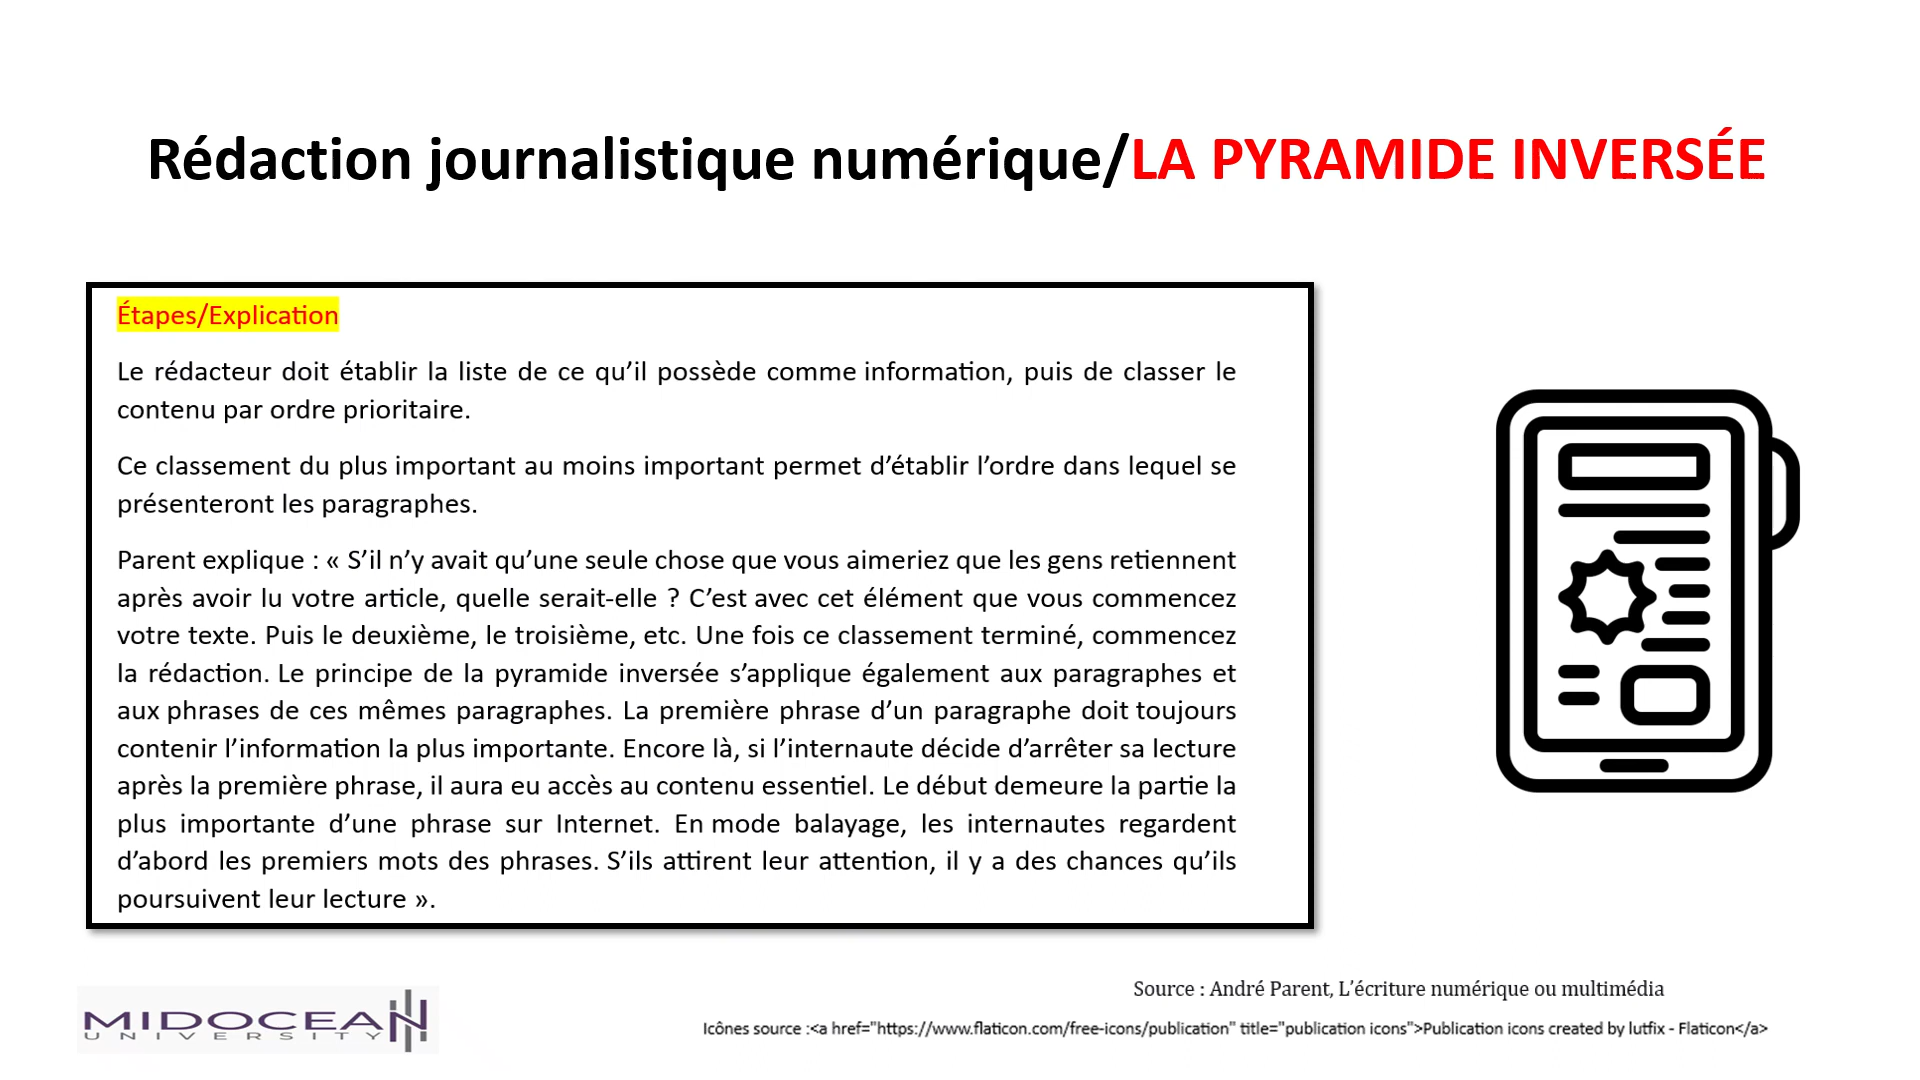 Rédaction journalistique numérique/LA PYRAMIDE INVERSÉE
Étapes/Explication
Le rédacteur doit établir la liste de ce qu’il possède comme information, puis de classer le
contenu par ordre prioritaire.
Ce classement du plus important au moins important permet d’établir l’ordre dans lequel se
présenteront les paragraphes.
Parent explique : « S’il n’y avait qu’une seule chose que vous aimeriez que les gens retiennent
après avoir lu votre article, quelle serait-elle ? C’est avec cet élément que vous commencez
votre texte. Puis le deuxième, le troisième, etc. Une fois ce classement terminé, commencez
la rédaction. Le principe de la pyramide inversée s’applique également aux paragraphes et
aux phrases de ces mêmes paragraphes. La première phrase d’un paragraphe doit toujours
contenir l’information la plus importante. Encore là, si l’internaute décide d’arrêter sa lecture
après la première phrase, il aura eu accès au contenu essentiel. Le début demeure la partie la
plus importante d’une phrase sur Internet. En mode balayage, les internautes regardent
d’abord les premiers mots des phrases. S’ils attirent leur attention, il y a des chances qu’ils
poursuivent leur lecture ».
Source : André Parent, L’écriture numérique ou multimédia
Icônes source :<a href="https://www.flaticon.com/free-icons/publication" title="publication icons">Publication icons created by lutfix - Flaticon</a>
MIDOCEAN
UNIVERSITY